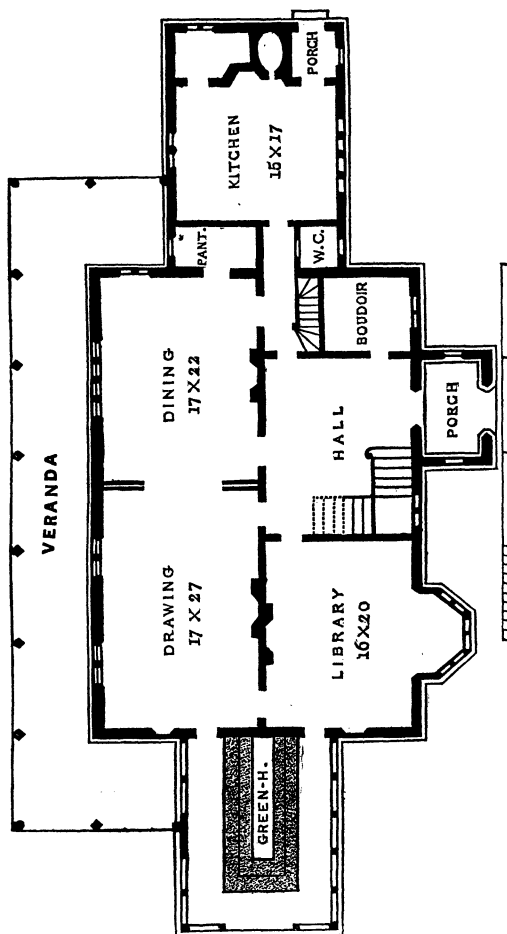 PORCH
KITCHEN
15 X 17
PANT.
W.C.
BOUDOIR
DINING
17 X 22
PORCH
HALL
VERANDA
DRAWING
17 X 27
LIBRARY
16X20
GREEN-H.